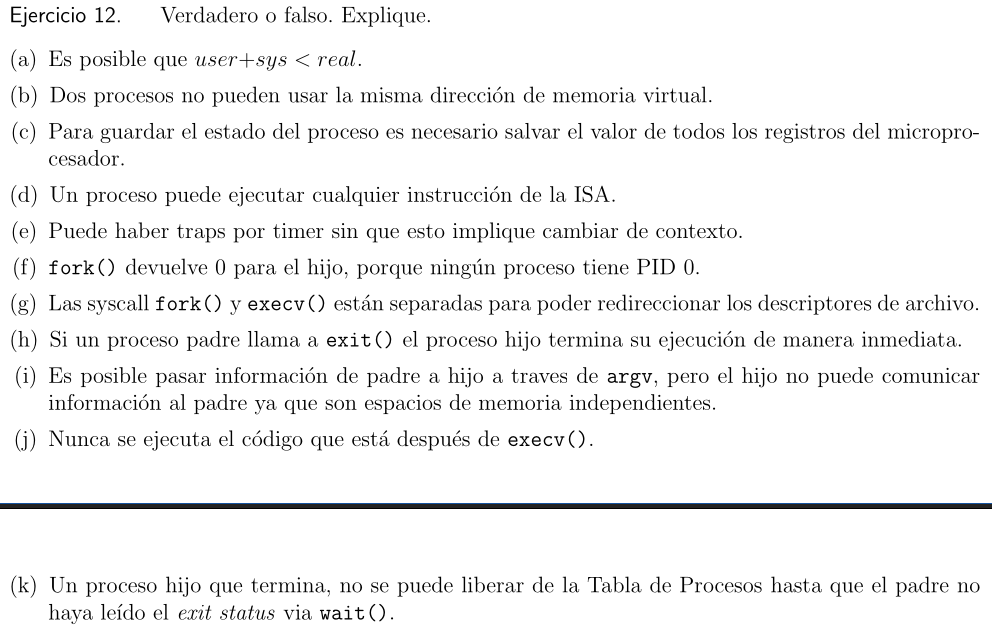 Ejercicio 12. Verdadero o falso. Explique.
(a) Es posible que user+sys < real.
(b) Dos procesos no pueden usar la misma dirección de memoria virtual.
(c) Para guardar el estado del proceso es necesario salvar el valor de todos los registros del micropro-
cesador.
(d) Un proceso puede ejecutar cualquier instrucción de la ISA.
(e) Puede haber traps por timer sin que esto implique cambiar de contexto.
(f) fork() devuelve 0 para el hijo, porque ningún proceso tiene PID 0.
(g) Las syscall fork() y execv() están separadas para poder redireccionar los descriptores de archivo.
(h) Si un proceso padre llama a exit() el proceso hijo termina su ejecución de manera inmediata.
(i) Es posible pasar información de padre a hijo a traves de argv, pero el hijo no puede comunicar
información al padre ya que son espacios de memoria independientes.
(j) Nunca se ejecuta el código que está después de execv().
(k) Un proceso hijo que termina, no se puede liberar de la Tabla de Procesos hasta que el padre no
haya leído el exit status via wait().